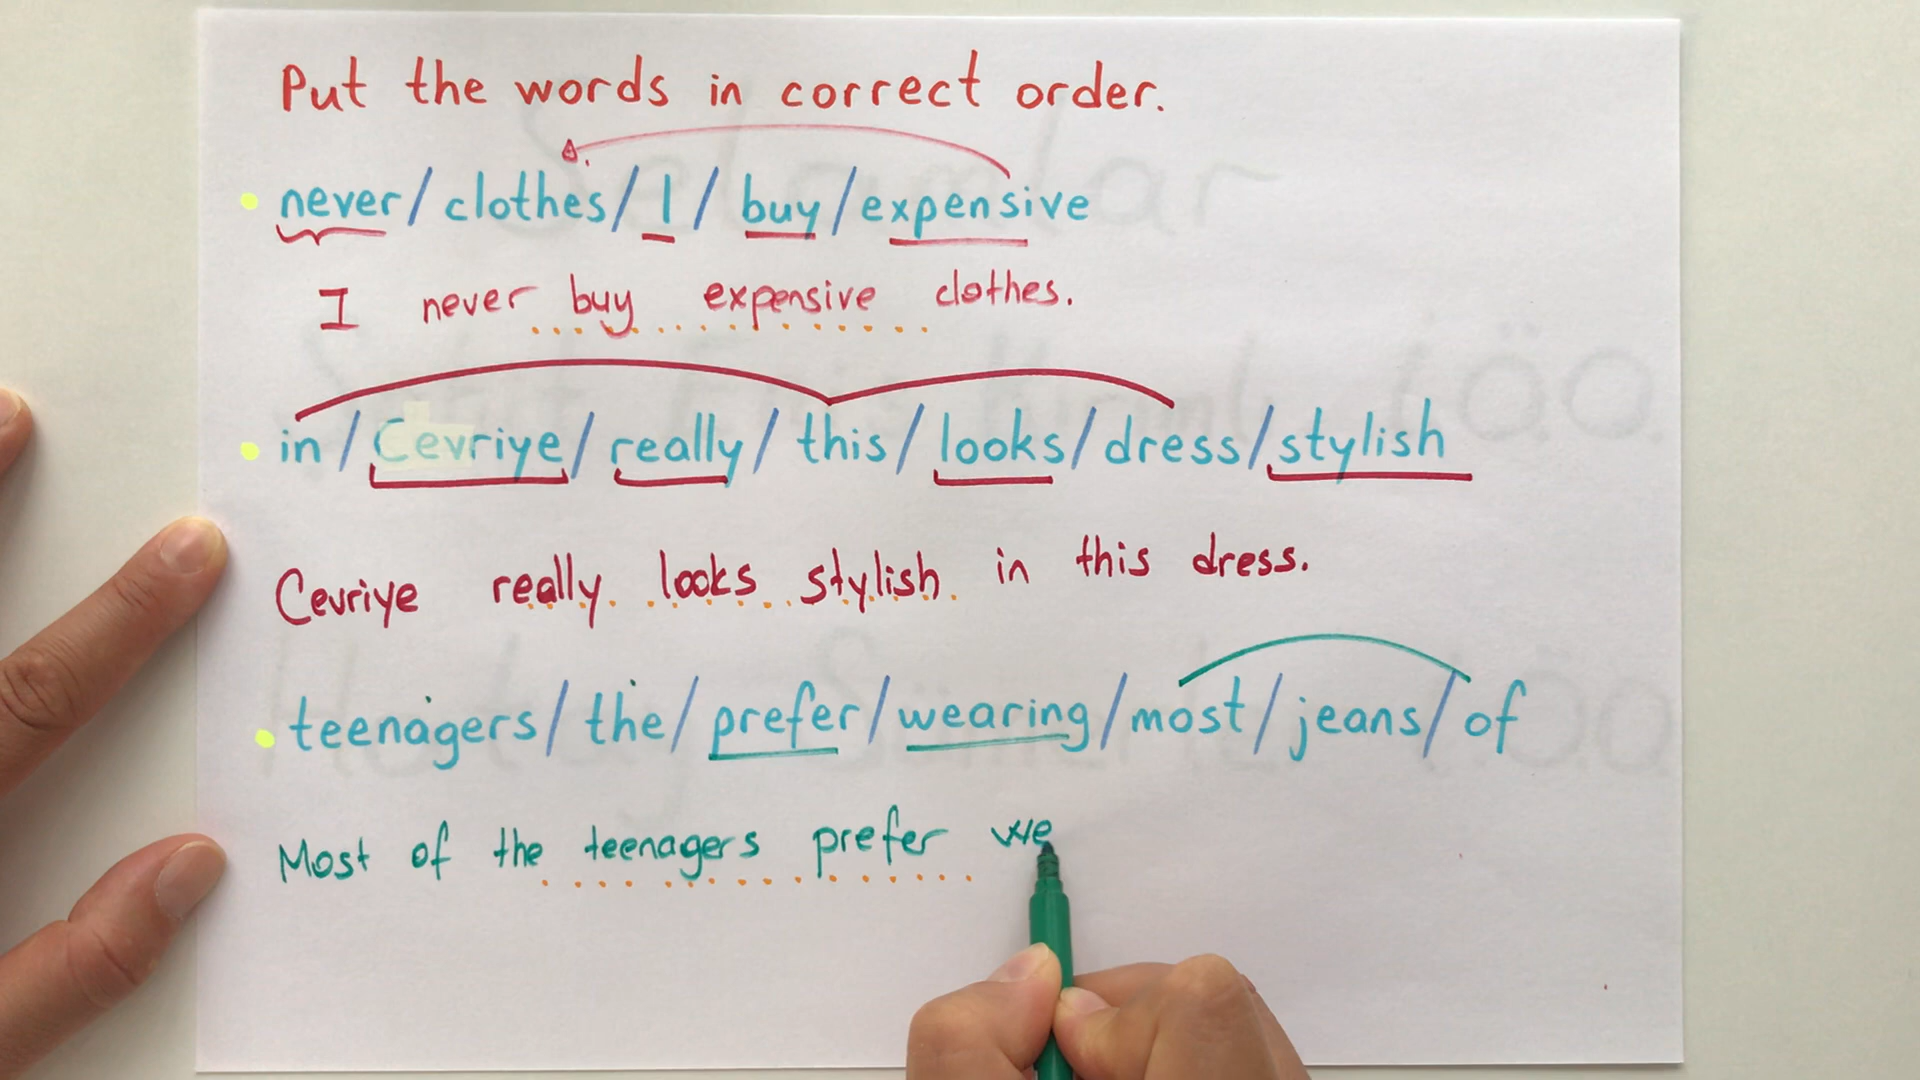 Put the words in correct order.
never / clothes / I / buy / expensive
I never buy expensive clothes.
in / Cevriye / really / this / looks / dress / stylish
Cevriye really looks stylish in this dress.
teenagers / the / prefer / wearing / most / jeans / of
Most of the teenagers prefer we